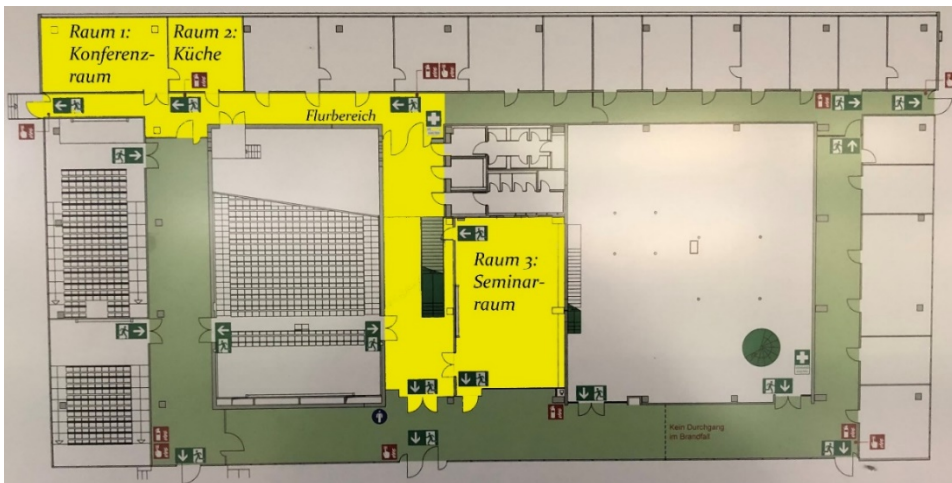 Raum 1:
Konferenz-
raum
Raum 2:
Küche
Flurbereich
Raum 3:
Seminar-
raum
Kein Durchgang
im Brandfall